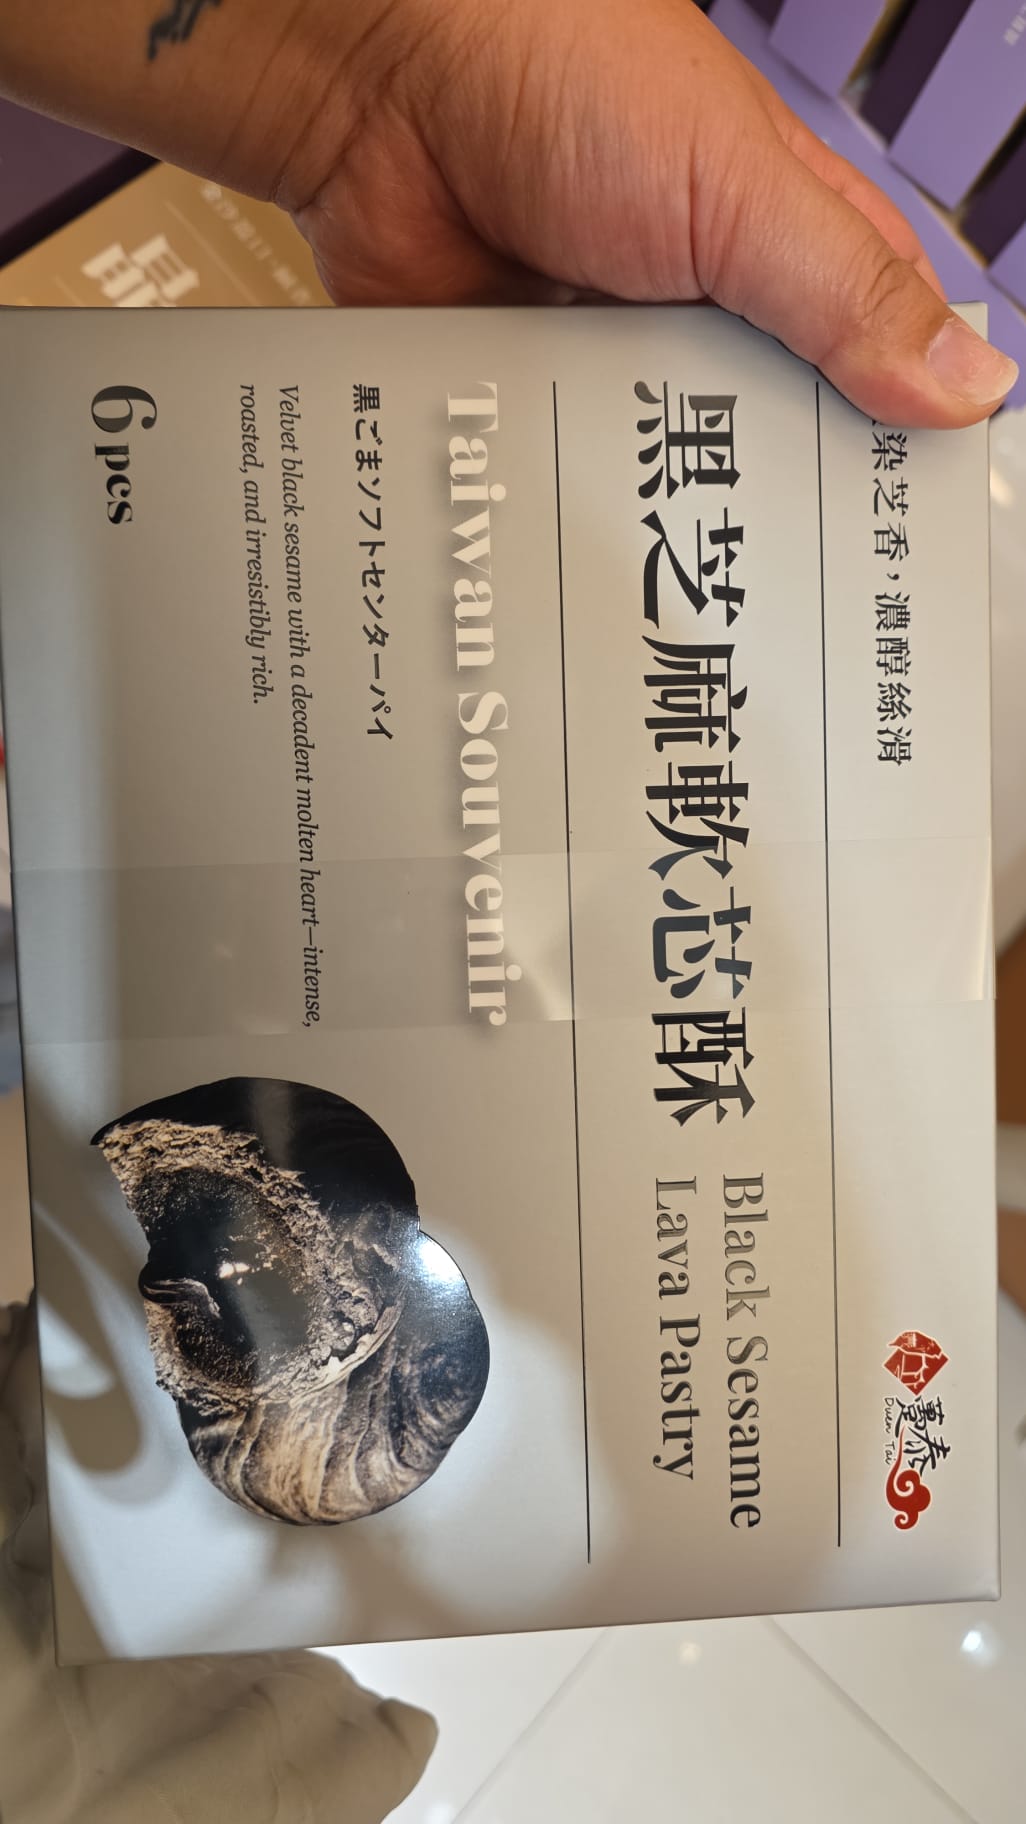 染芝香，濃醇絲滑
萬泰
Duen Tai
黑芝麻軟芯酥
Black Sesame
Lava Pastry
Taiwan Souvenir
黒ごまソフトセンターパイ
Velvet black sesame with a decadent molten heart—intense,
roasted, and irresistibly rich.
6 pcs